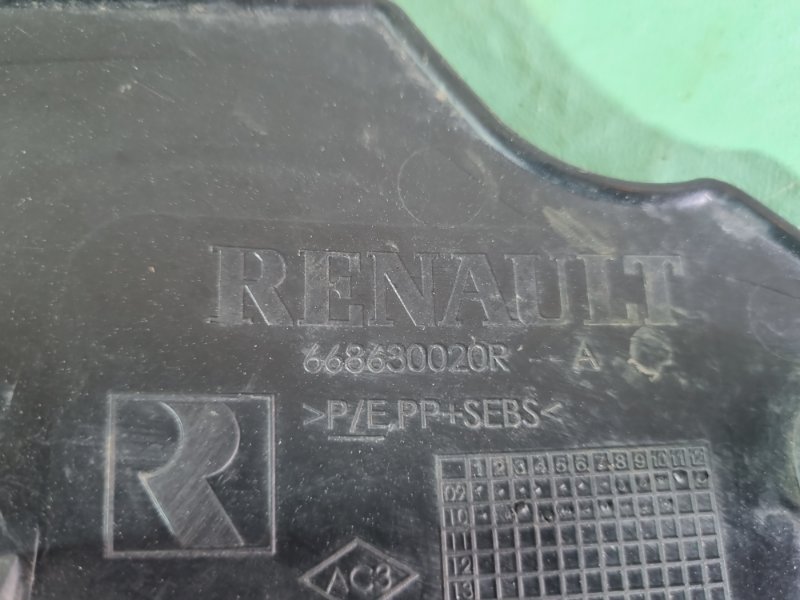 RENAULT
668630020R -- A
>P/E,PP+SEBS<
R
1 2 3 4 5 6 7 8 9 10 11 12
09
10
11
12
13
AC3